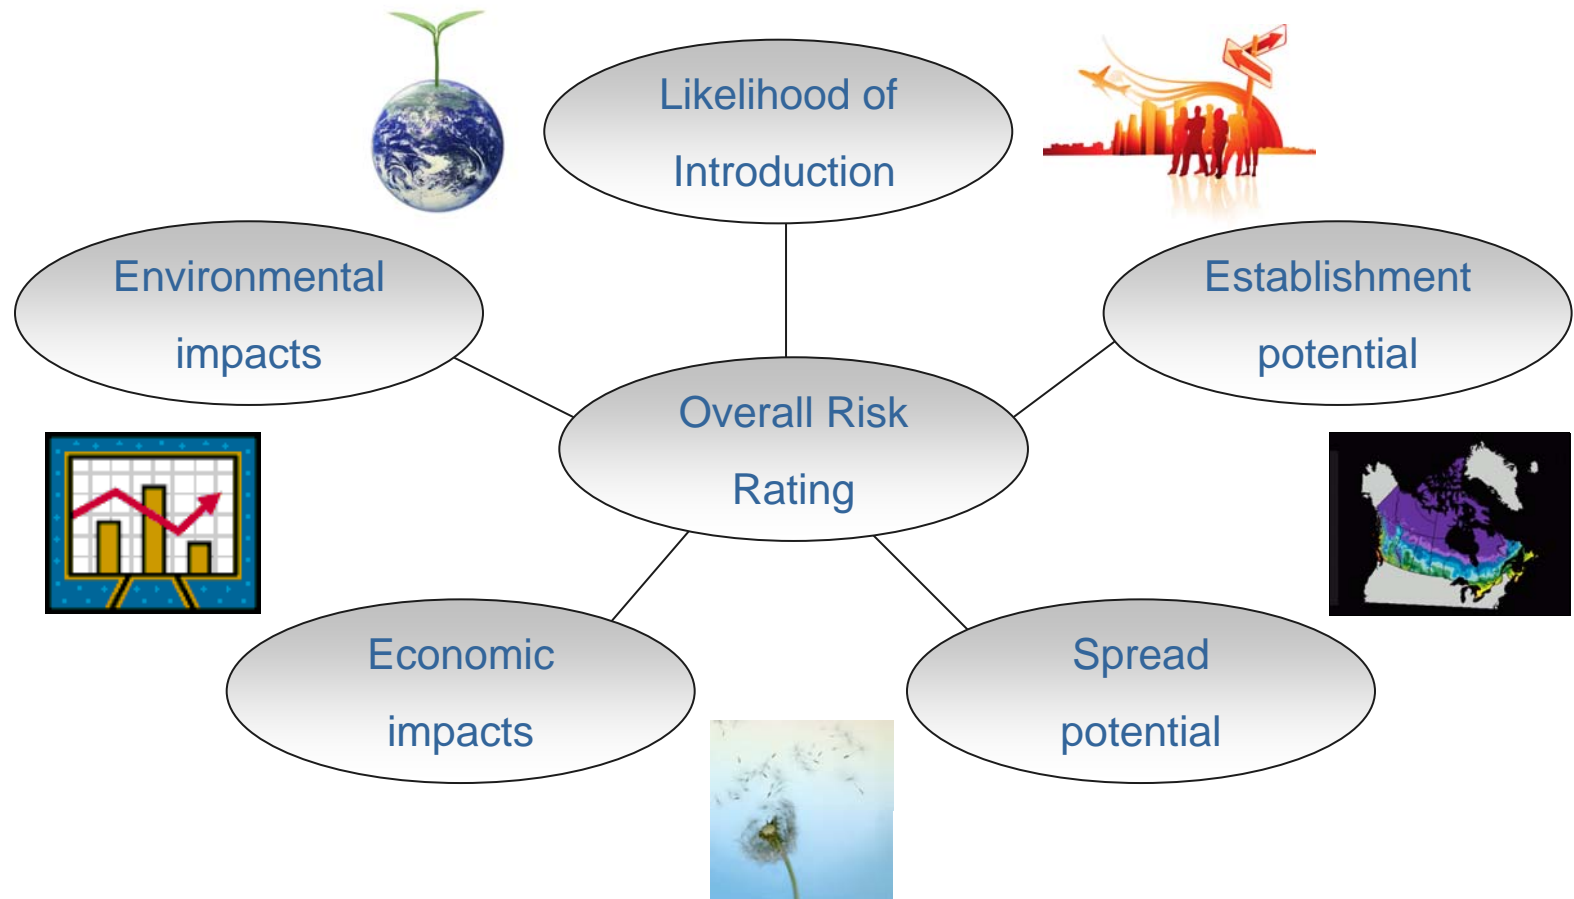 Likelihood of
Introduction
Environmental
impacts
Establishment
potential
Overall Risk
Rating
Economic
impacts
Spread
potential